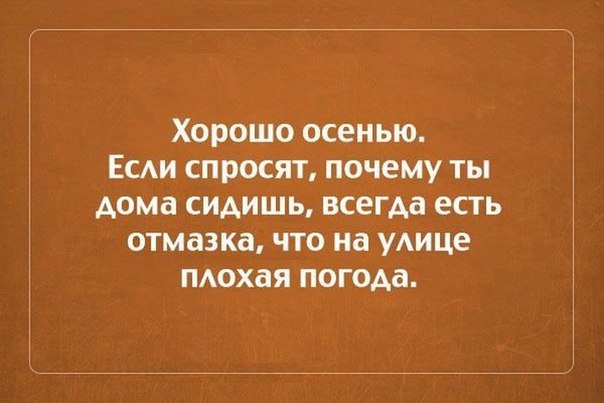 Хорошо осенью.
Если спросят, почему ты
дома сидишь, всегда есть
отмазка, что на улице
плохая погода.